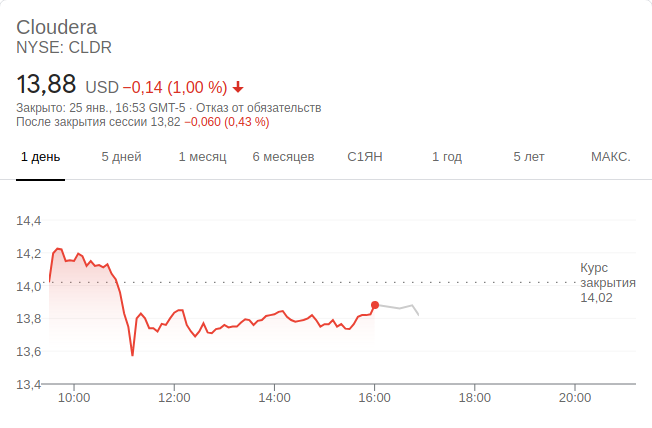 Cloudera
NYSE: CLDR
13,88 USD −0,14 (1,00 %)
Закрыто: 25 янв., 16:53 GMT-5 · Отказ от обязательств
После закрытия сессии 13,82 −0,060 (0,43 %)
1 день 5 дней 1 месяц 6 месяцев С1ЯН 1 год 5 лет МАКС.
14,4
14,2
Курс
закрытия
14,02
14,0
13,8
13,6
13,4
10:00 12:00 14:00 16:00 18:00 20:00